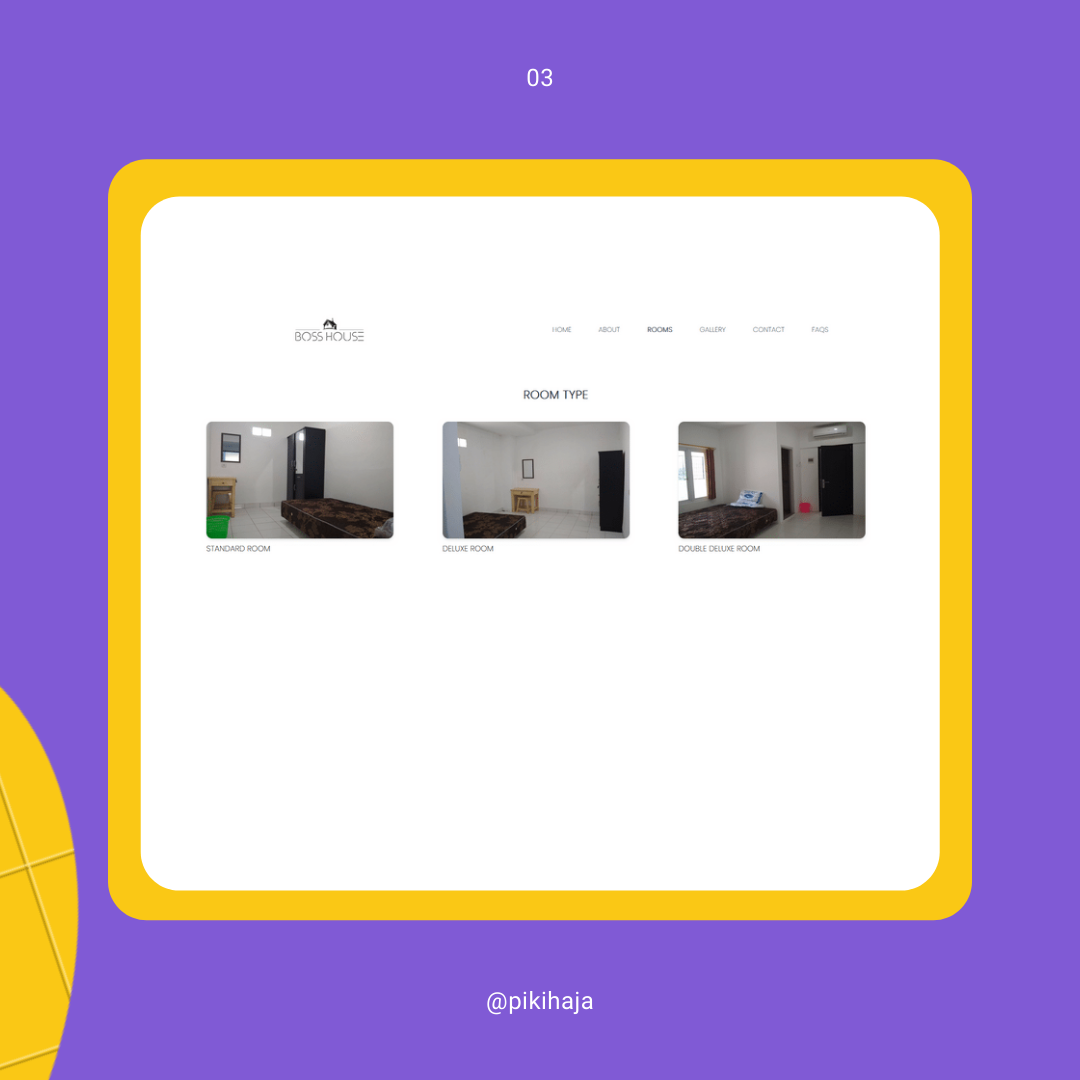 03
BOSS HOUSE
HOME ABOUT ROOMS GALLERY CONTACT FAQS
ROOM TYPE
STANDARD ROOM DELUXE ROOM DOUBLE DELUXE ROOM
@pikihaja